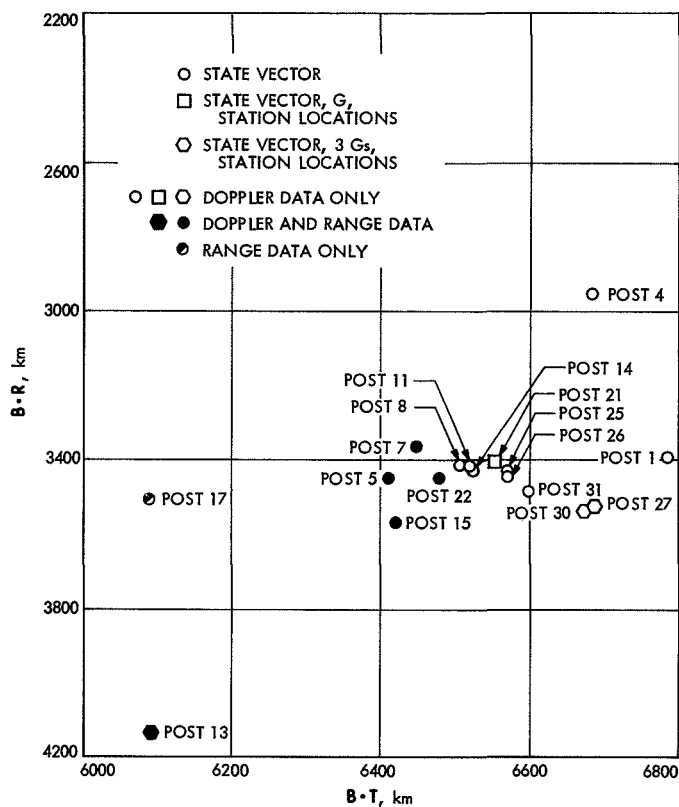 2200
STATE VECTOR
STATE VECTOR, G,
STATION LOCATIONS
STATE VECTOR, 3 Gs,
STATION LOCATIONS
2600
DOPPLER DATA ONLY
DOPPLER AND RANGE DATA
RANGE DATA ONLY
3000
POST 4
B•R, km
POST 14
POST 11
POST 21
POST 8
POST 25
POST 7
POST 26
3400
POST 1
POST 5
22
POST 31
POST 17
POST 27
POST 30
POST 15
3800
POST 13
4200
6000
6200
6400
6600
6800
B•T, km